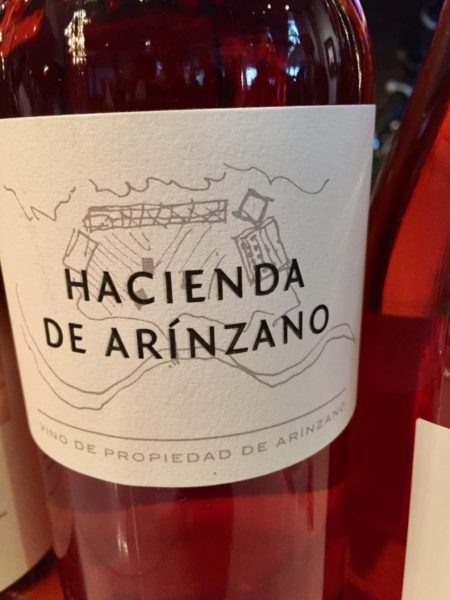 HACIENDA
DE ARÍNZANO
VINO DE PROPIEDAD DE ARÍNZANO